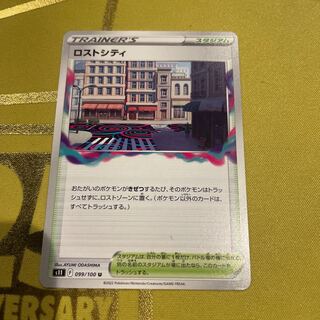 TRAINER'S
スタジアム
ロストシティ
おたがいのポケモンがきぜつするたび、そのポケモンはトラッ
シュせずに、ロストゾーンに置く。(ポケモン以外のカードは、
すべてトラッシュする。)
Illus. AYUMI ODASHIMA
S11 F 099/100 U
スタジアムは、自分の番に1枚だけ、バトル場の横に出せ
る。別の名前のスタジアムが場に出たなら、このカードを
トラッシュする。
©2022 Pokémon/Nintendo/Creatures/GAME FREAK.
NIVERSARY